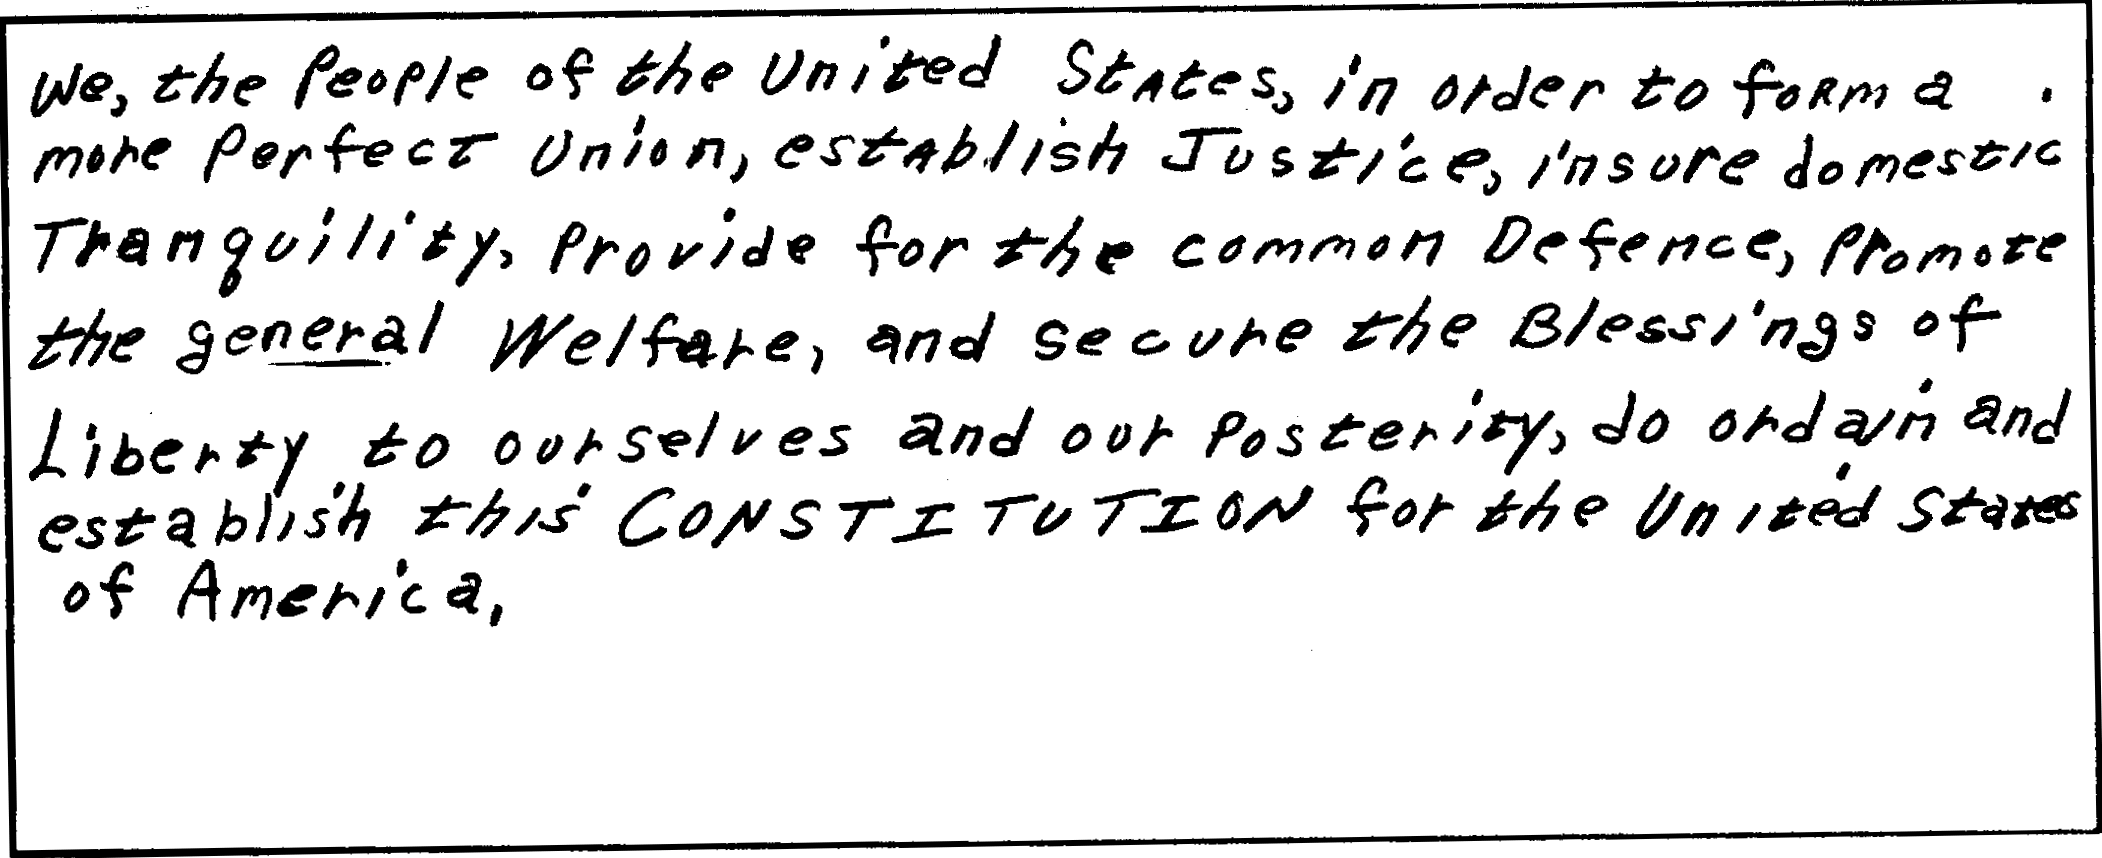 We, the People of the United States, in order to form a
more Perfect Union, establish Justice, insure domestic
Tranquility, Provide for the common Defence, Promote
the general Welfare, and secure the Blessings of
Liberty to ourselves and our Posterity, do ordain and
establish this CONSTITUTION for the United States
of America,